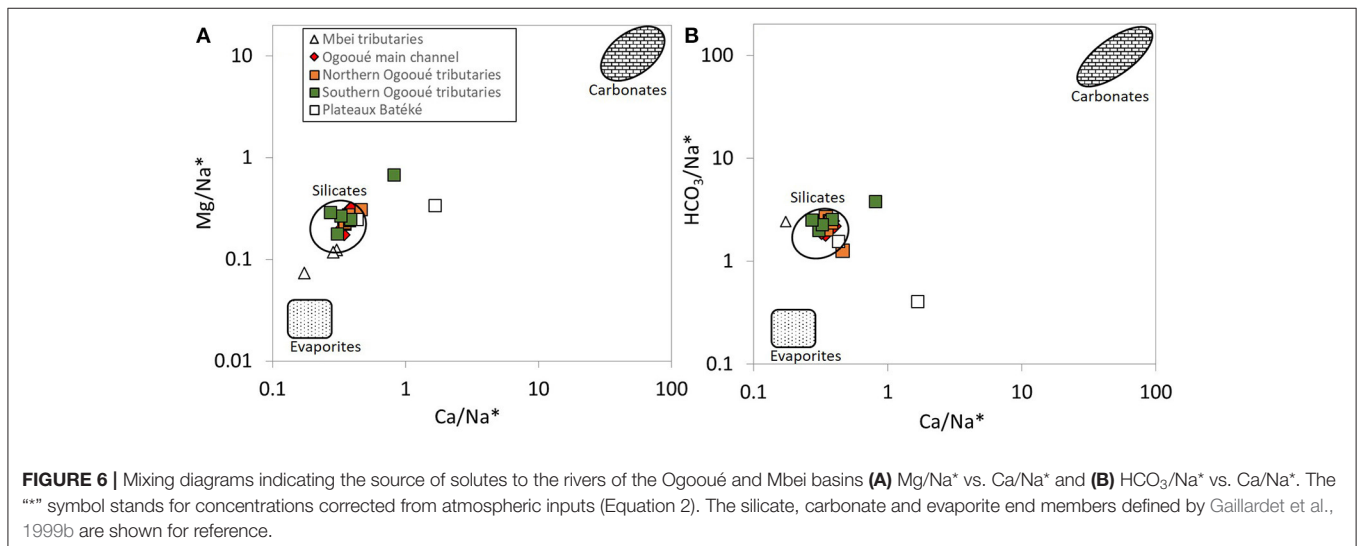 A
Mg/Na*
10
1
0.1
0.01
0.1
1
10
100
Ca/Na*
Mbei tributaries
Ogooué main channel
Northern Ogooué tributaries
Southern Ogooué tributaries
Plateaux Batéké
Carbonates
Silicates
Evaporites
B
HCO₃/Na*
100
10
1
0.1
0.1
1
10
100
Ca/Na*
Carbonates
Silicates
Evaporites
FIGURE 6 | Mixing diagrams indicating the source of solutes to the rivers of the Ogooué and Mbei basins (A) Mg/Na* vs. Ca/Na* and (B) HCO₃/Na* vs. Ca/Na*. The
"*" symbol stands for concentrations corrected from atmospheric inputs (Equation 2). The silicate, carbonate and evaporite end members defined by Gaillardet et al.,
1999b are shown for reference.